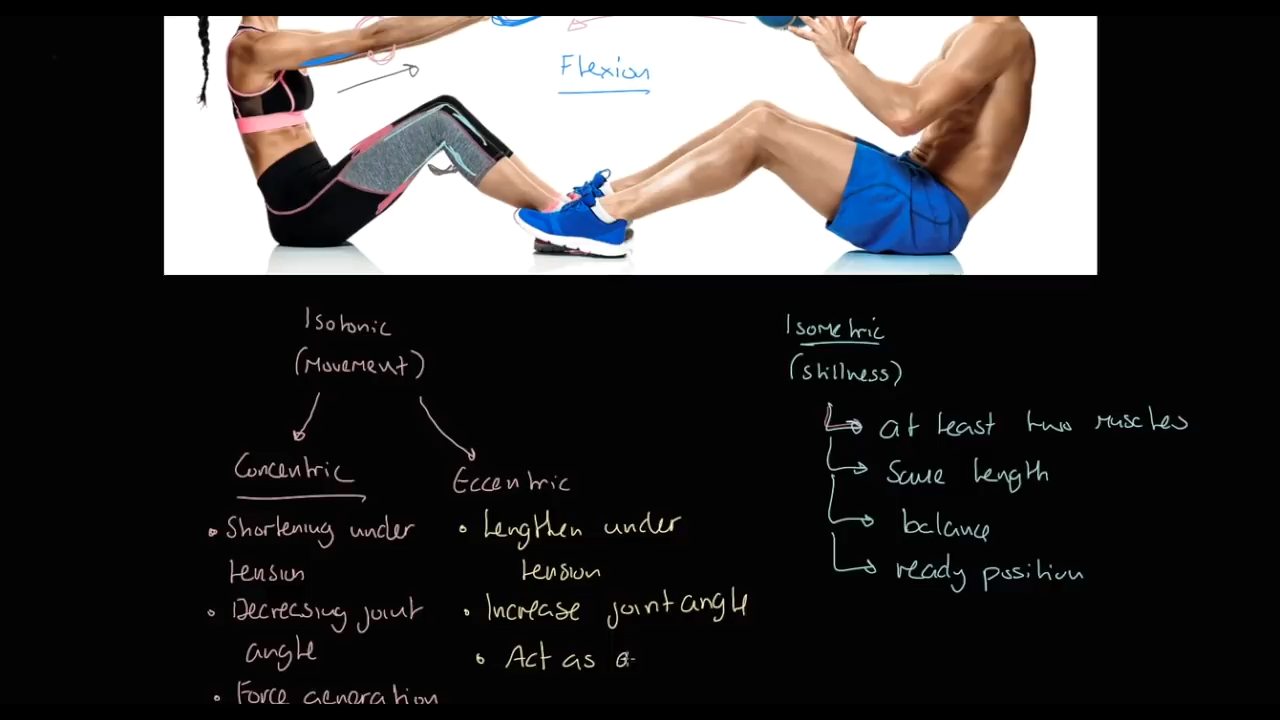 Flexion
Isotonic
(Movement)
Isometric
(stillness)
Concentric
Eccentric
• Shortening under
tension
• Decreasing joint
angle
• Force generation
• Lengthen under
tension
• Increase joint angle
• Act as a
at least two muscles
Same length
balance
ready position